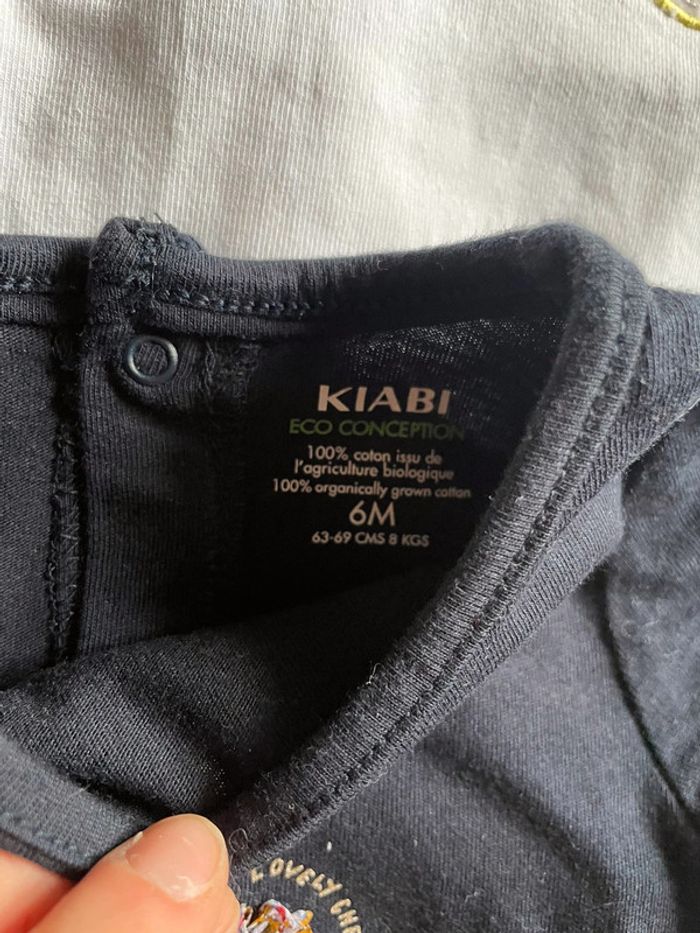 KIABI
ECO CONCEPTION
100% coton issu de
l'agriculture biologique
100% organically grown cotton
6M
63-69 CMS 8 KGS
LOVELY